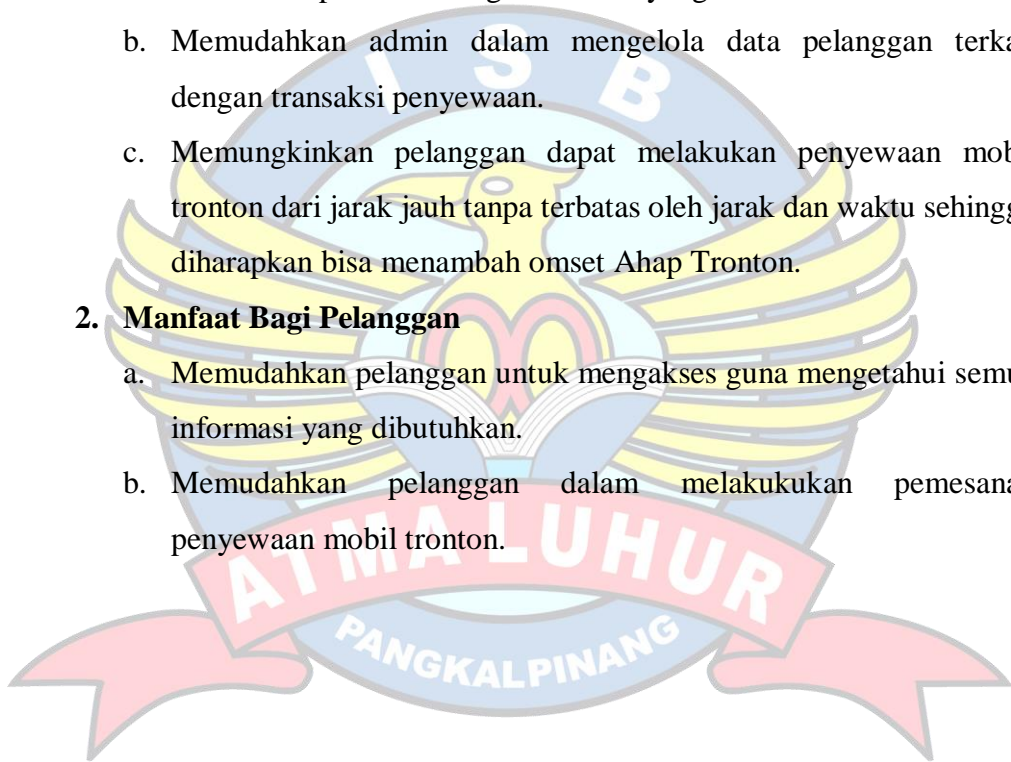 b. Memudahkan admin dalam mengelola data pelanggan terka
dengan transaksi penyewaan.
c. Memungkinkan pelanggan dapat melakukan penyewaan mob
tronton dari jarak jauh tanpa terbatas oleh jarak dan waktu sehingg
diharapkan bisa menambah omset Ahap Tronton.
2. Manfaat Bagi Pelanggan
a. Memudahkan pelanggan untuk mengakses guna mengetahui semu
informasi yang dibutuhkan.
b. Memudahkan pelanggan dalam melakukukan pemesana
penyewaan mobil tronton.
I S B
ATMA LUHUR
PANGKALPINANG